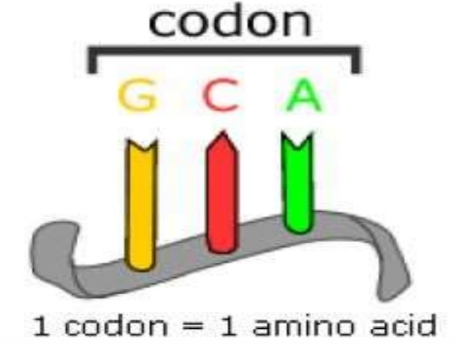 codon
G C A
1 codon = 1 amino acid